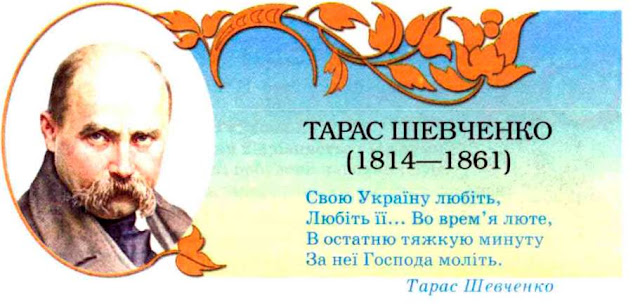 ТАРАС ШЕВЧЕНКО
(1814—1861)
Свою Україну любіть,
Любіть її... Во врем'я люте,
В остатню тяжкую минуту
За неї Господа моліть.
Тарас Шевченко